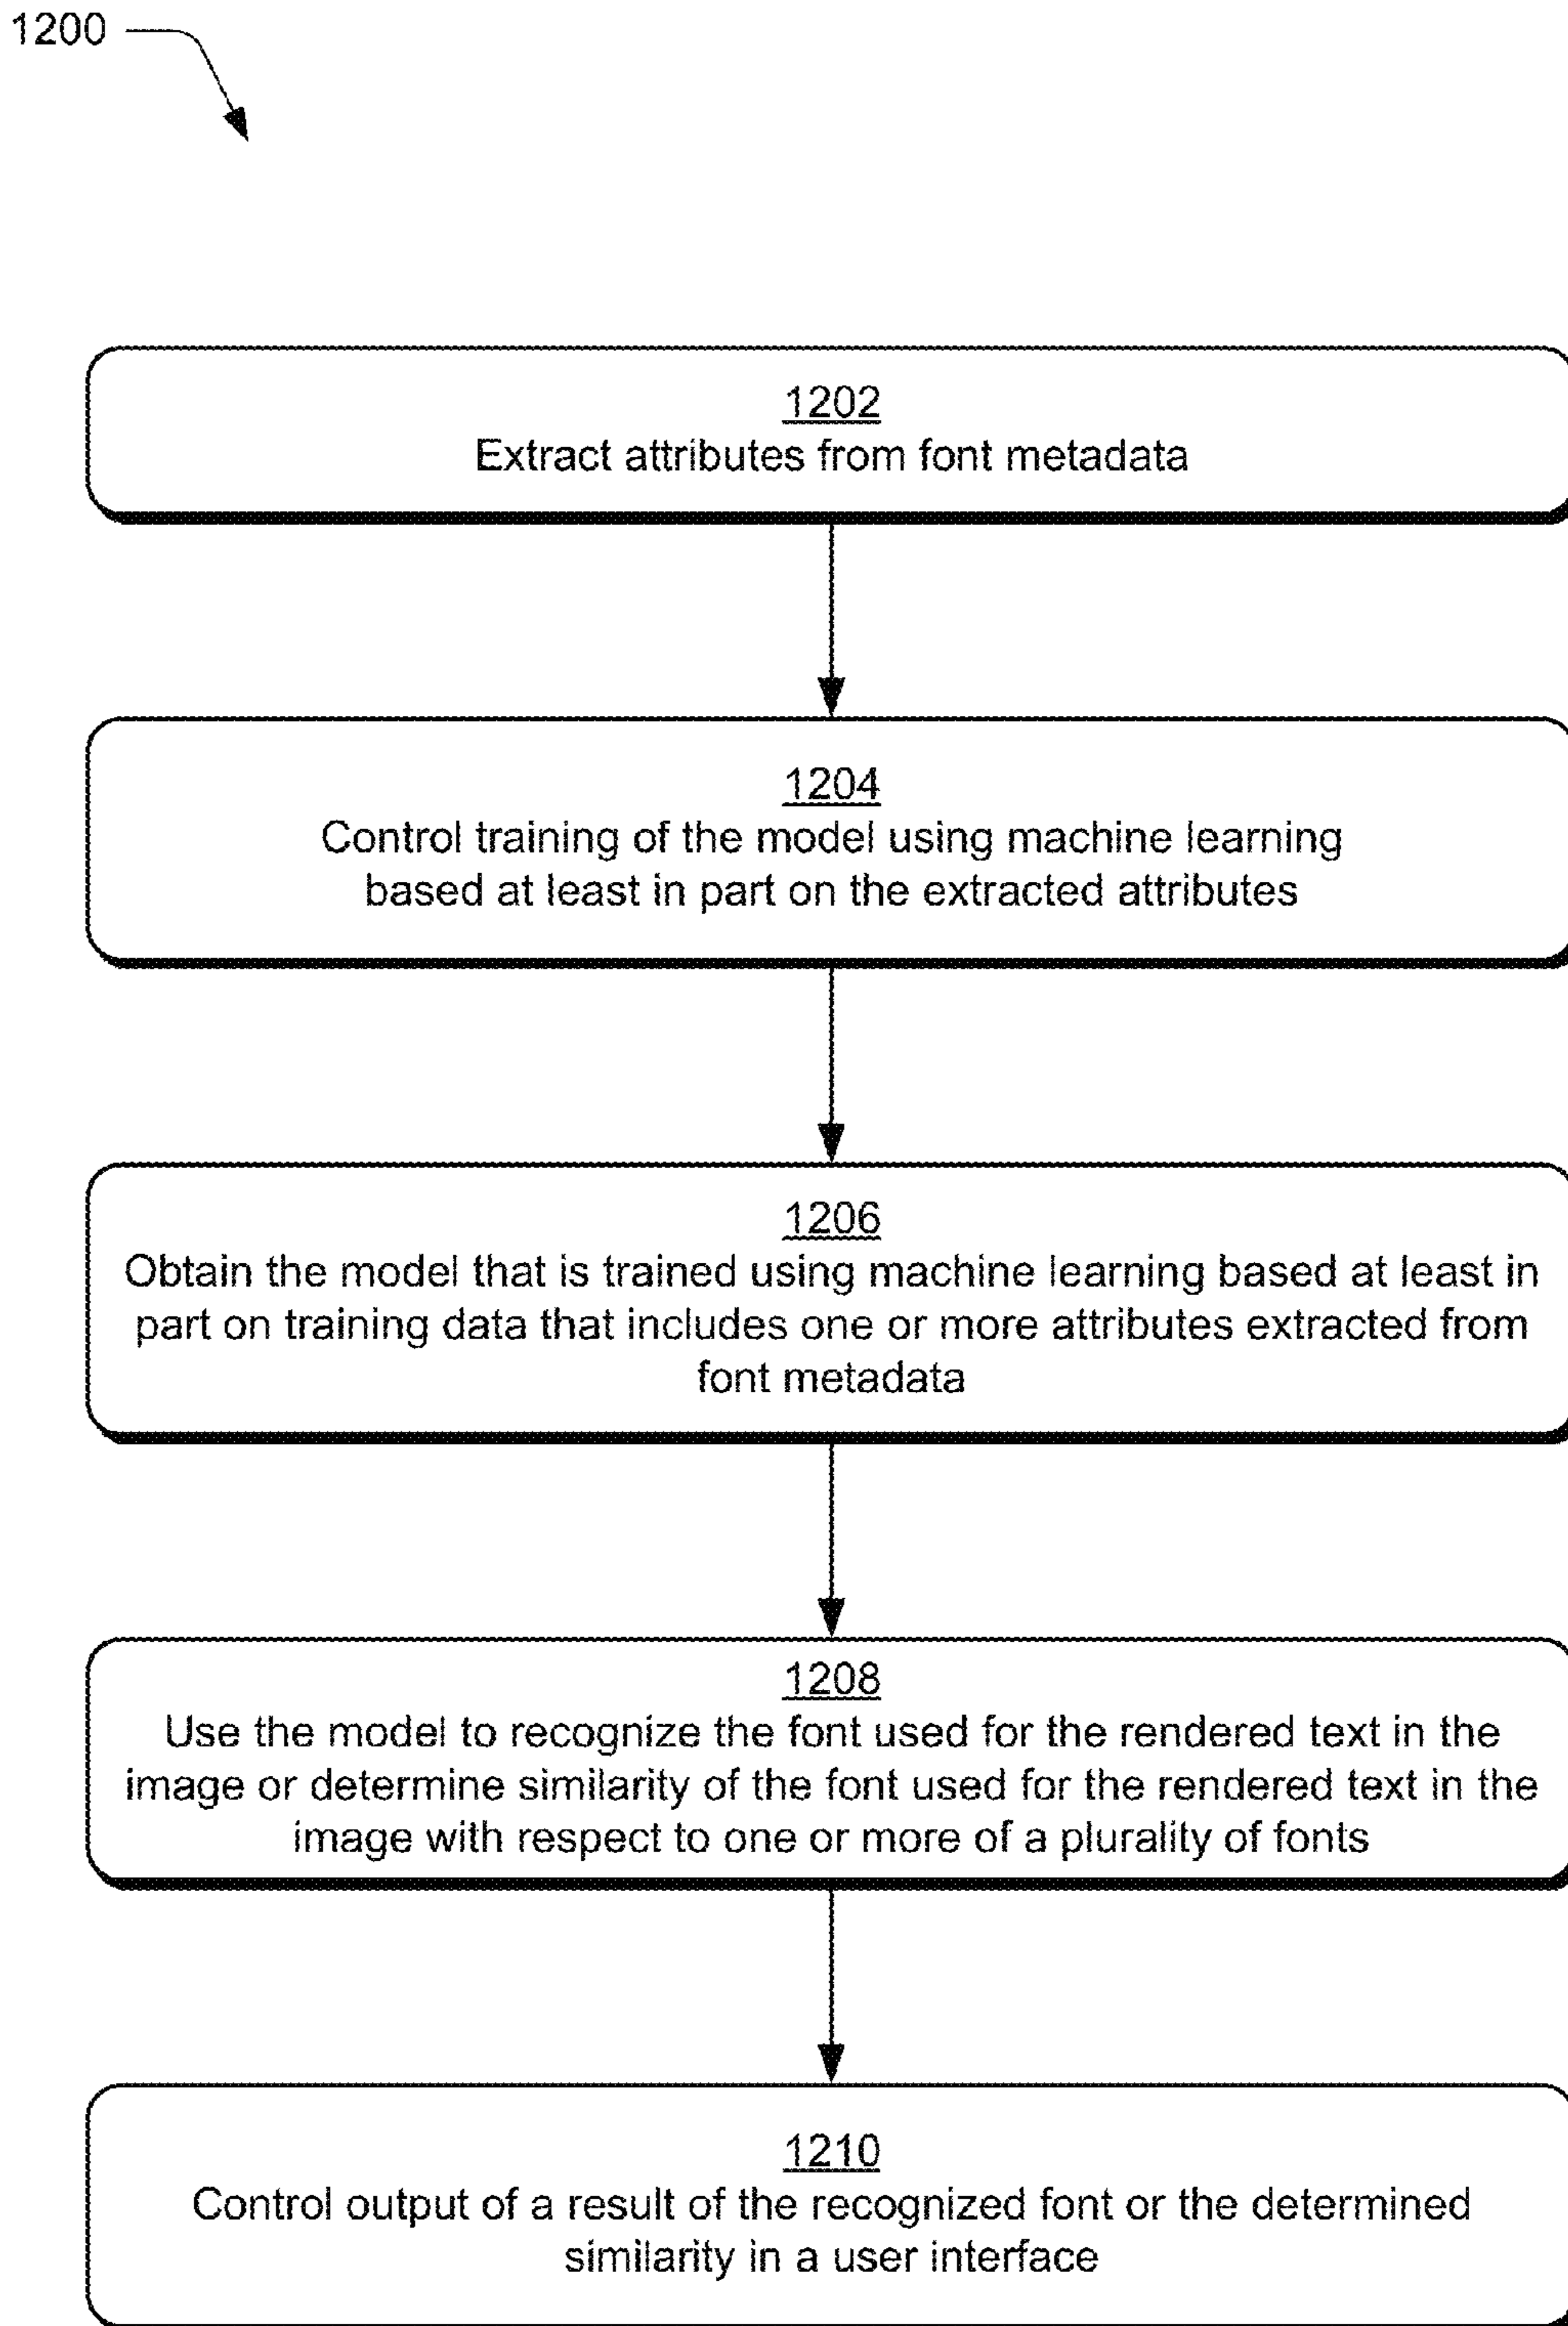 1200
1202
Extract attributes from font metadata
1204
Control training of the model using machine learning
based at least in part on the extracted attributes
1206
Obtain the model that is trained using machine learning based at least in
part on training data that includes one or more attributes extracted from
font metadata
1208
Use the model to recognize the font used for the rendered text in the
image or determine similarity of the font used for the rendered text in the
image with respect to one or more of a plurality of fonts
1210
Control output of a result of the recognized font or the determined
similarity in a user interface